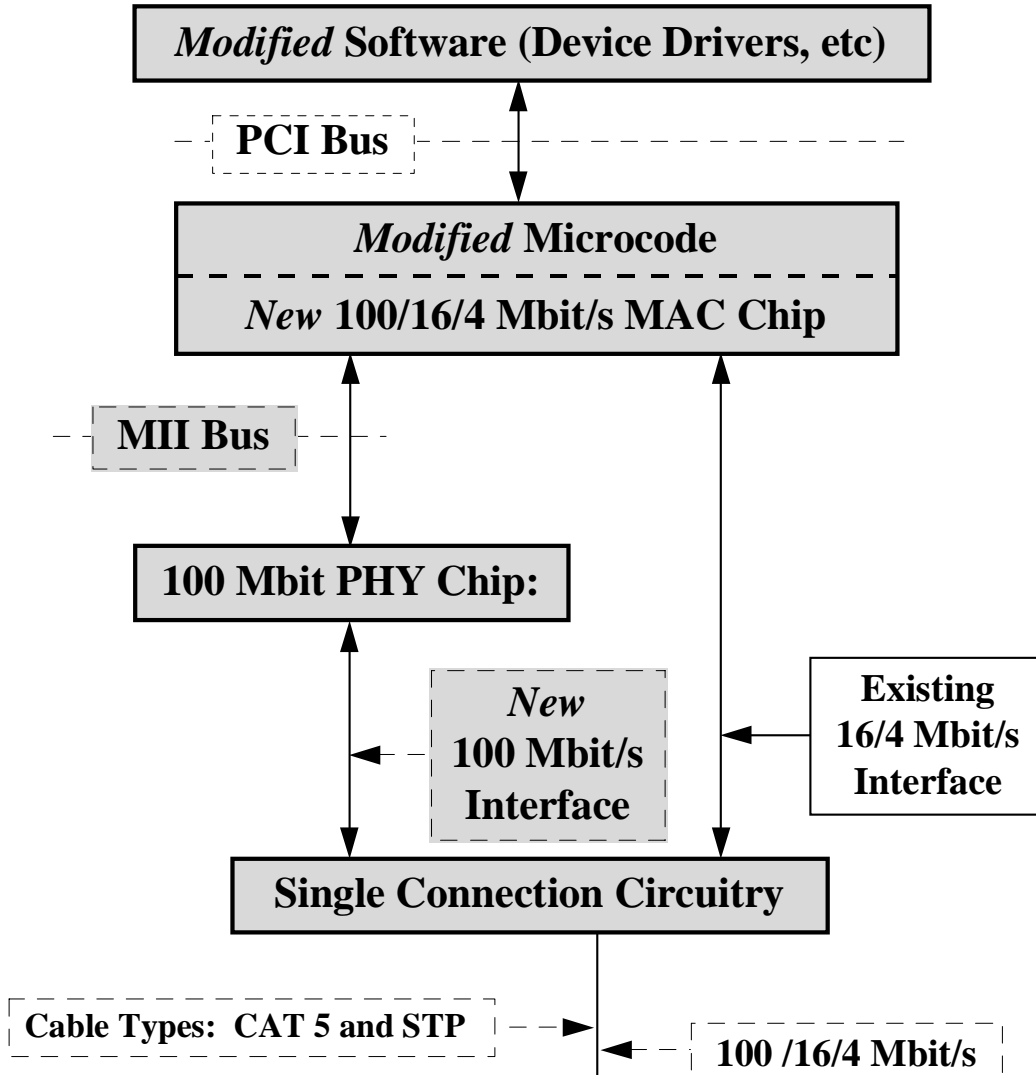 Modified Software (Device Drivers, etc)
PCI Bus
Modified Microcode
New 100/16/4 Mbit/s MAC Chip
MII Bus
100 Mbit PHY Chip:
New
100 Mbit/s
Interface
Existing
16/4 Mbit/s
Interface
Single Connection Circuitry
Cable Types: CAT 5 and STP
100 /16/4 Mbit/s